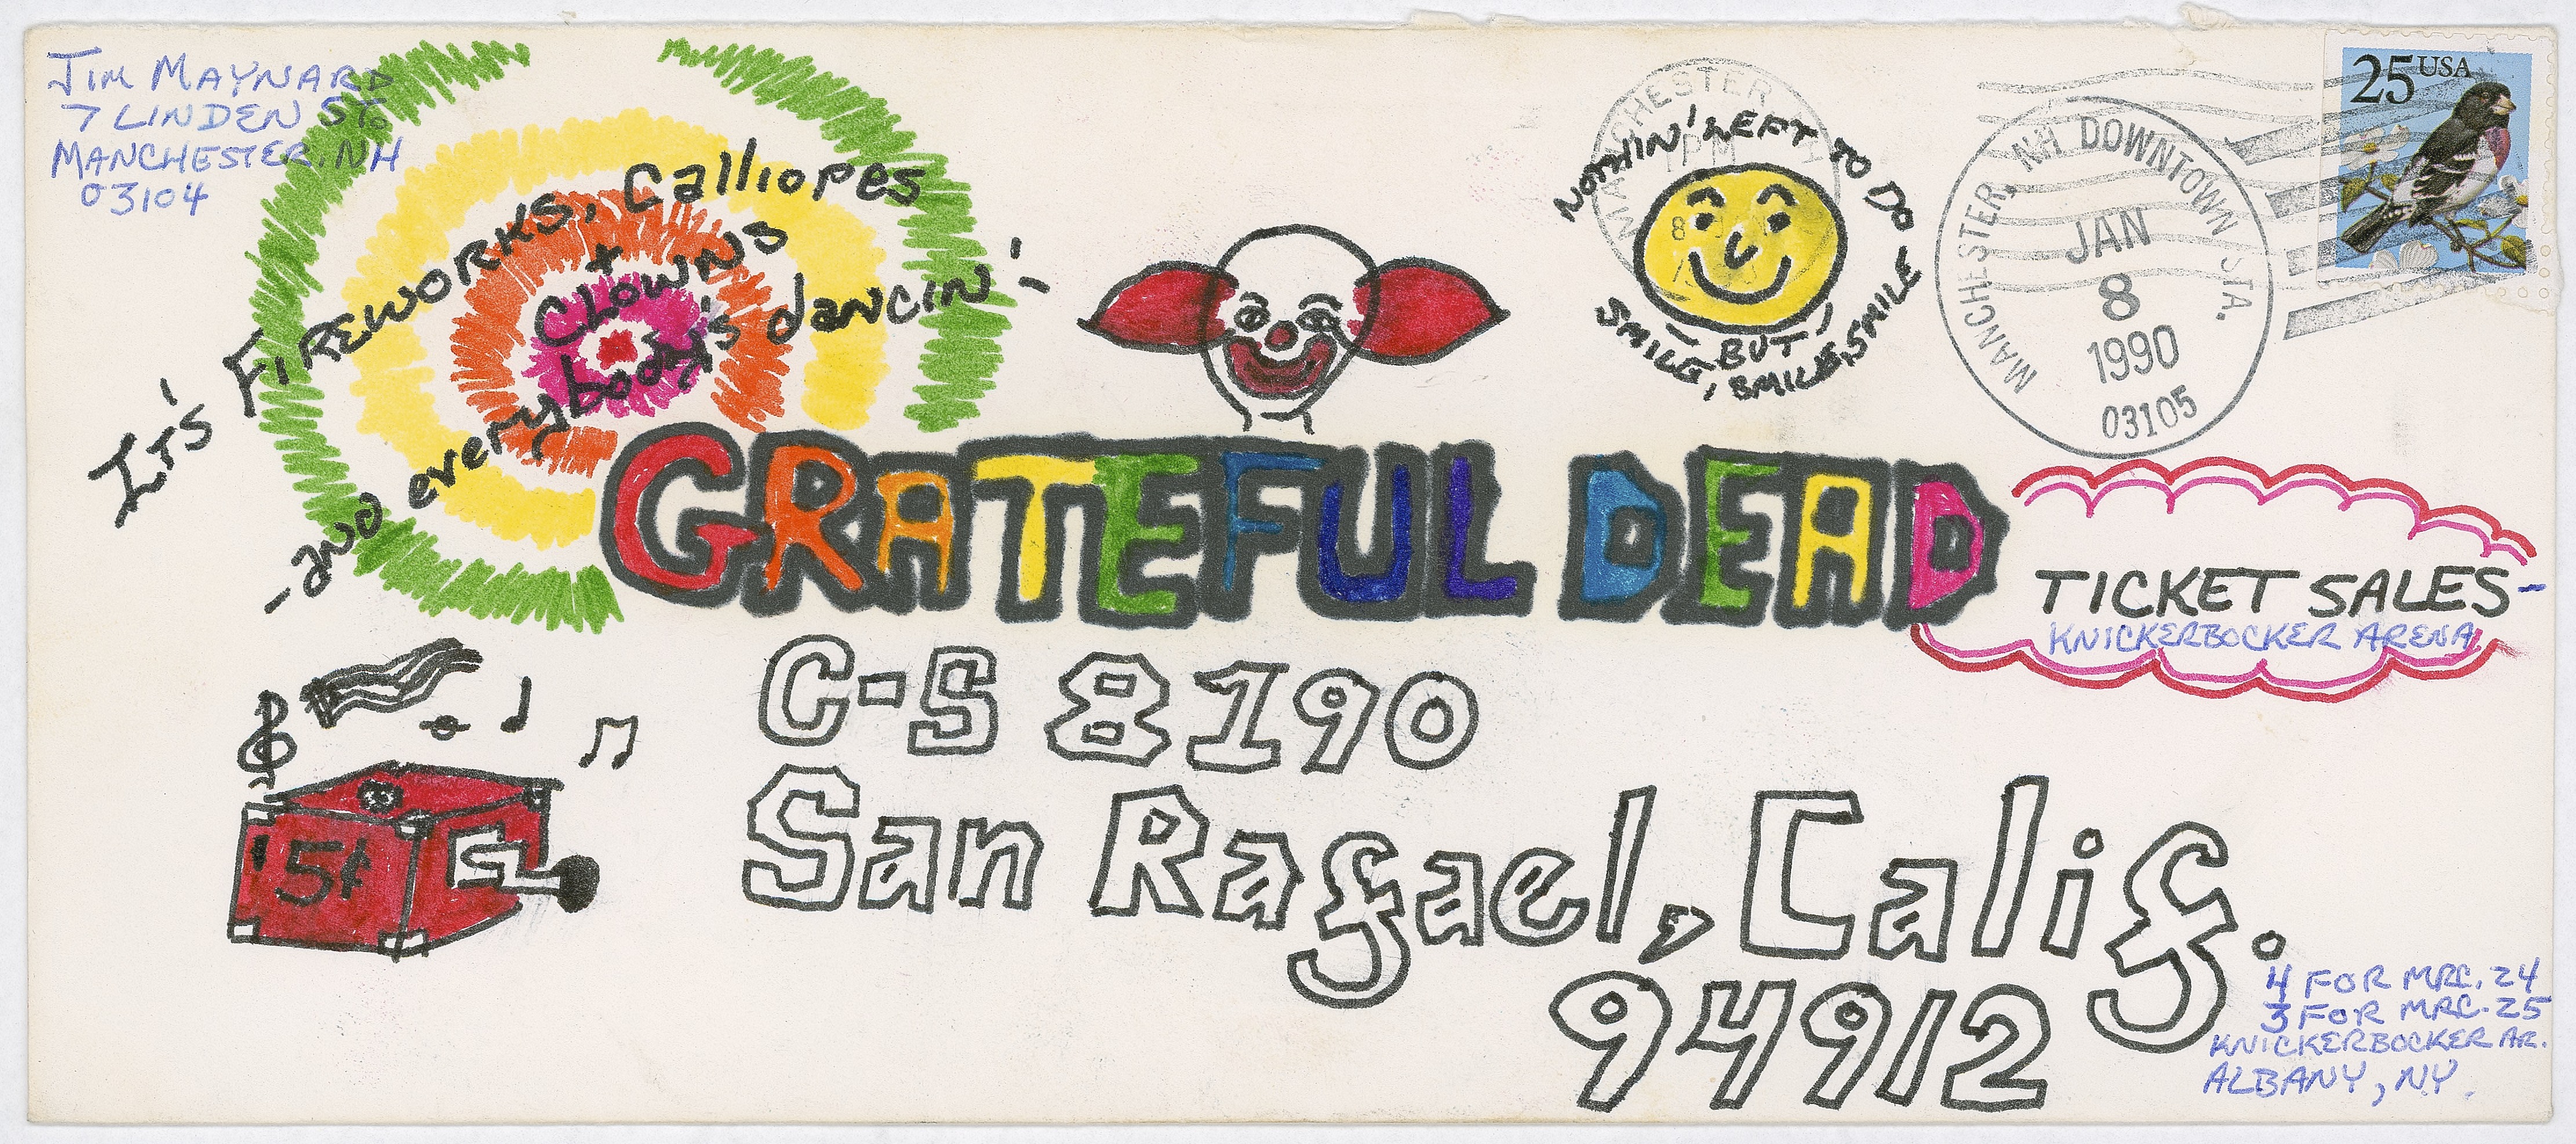 JIM MAYNARD
7 LINDEN ST.
MANCHESTER, NH
03104
It's FIREWORKS, Calliopes
+
CLOWNS
-and everybody's dancin'-
NOTHIN' LEFT TO DO
BUT
SMILE, SMILE, SMILE
MANCHESTER
PM
8
MANCHESTER, NH DOWNTOWN STA.
JAN
8
1990
03105
25 USA
GRATEFUL DEAD
TICKET SALES-
KNICKERBOCKER ARENA
C-S 8190
San Rafael, Calif.
94912
5¢
4 FOR MRC. 24
3 FOR MRC. 25
KNICKERBOCKER AR.
ALBANY, NY.